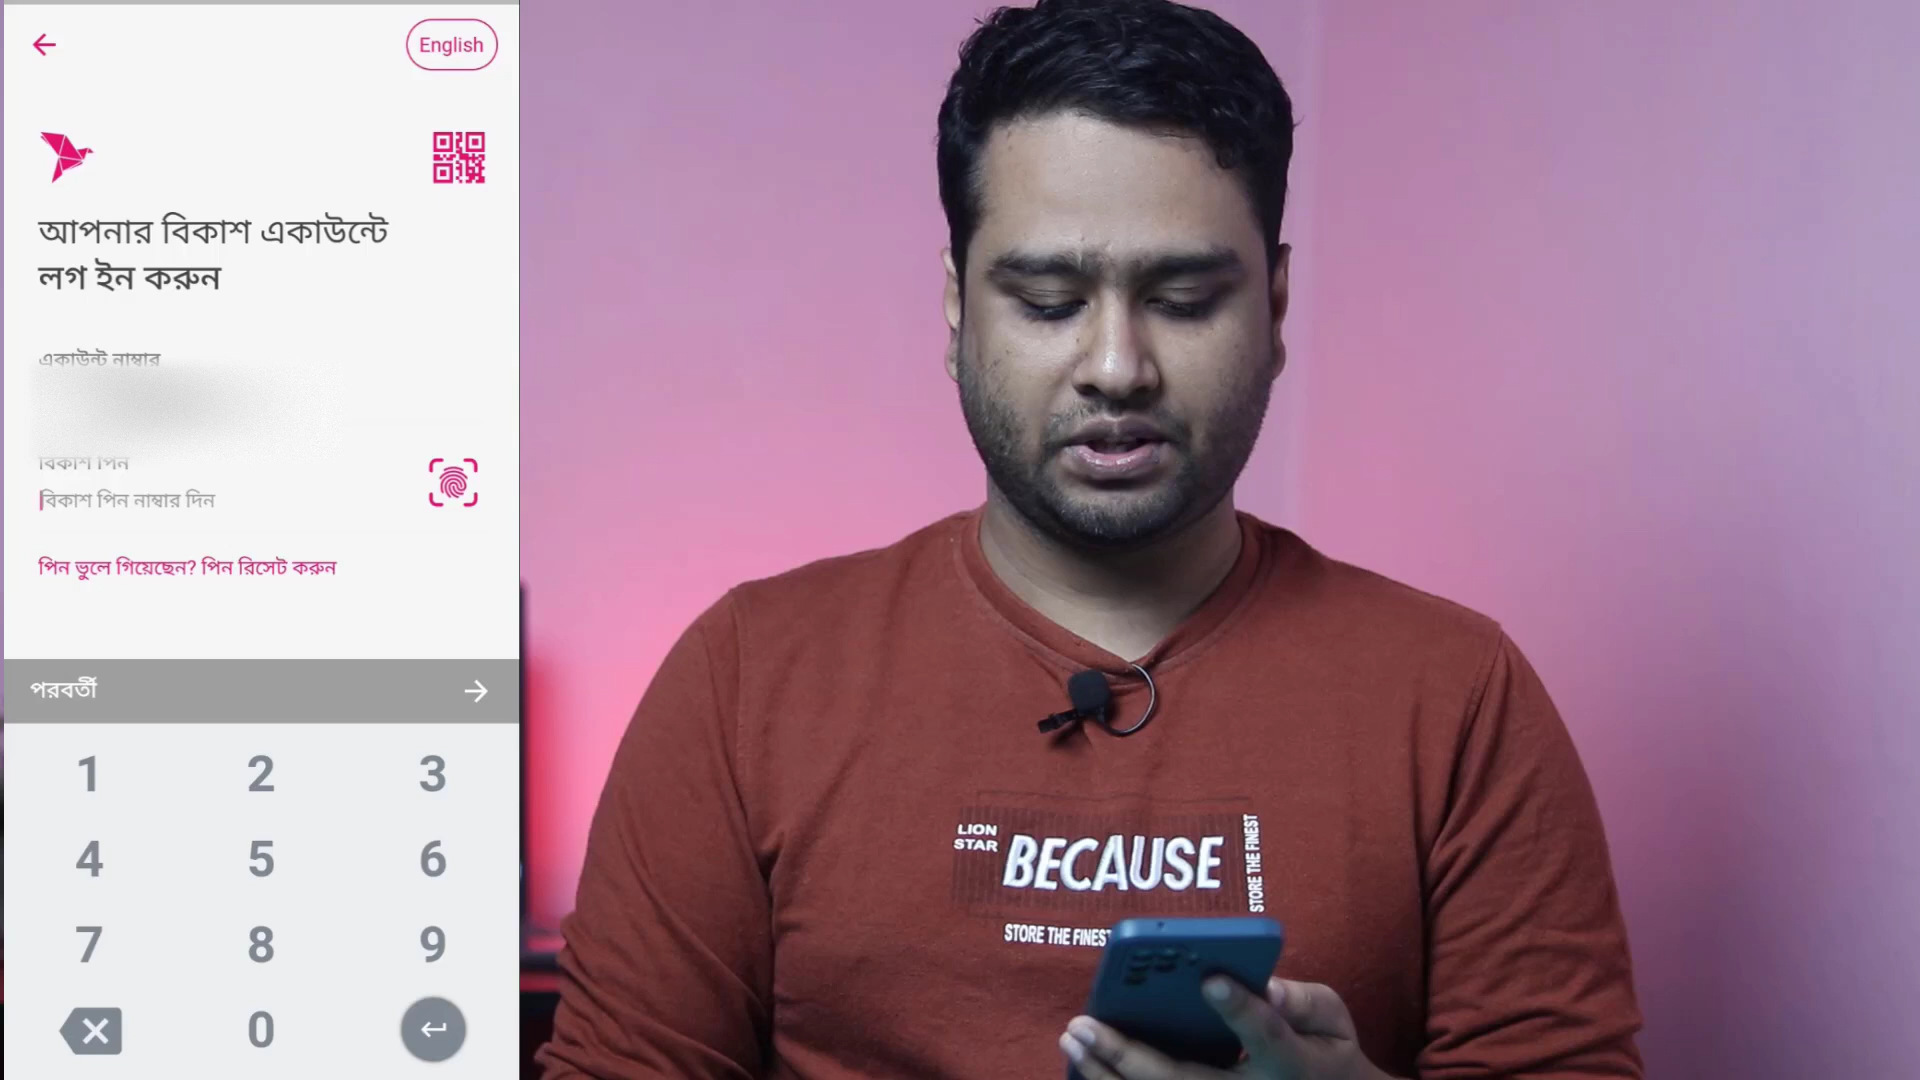 English
আপনার বিকাশ একাউন্টে
লগ ইন করুন
একাউন্ট নাম্বার
বিকাশ পিন
বিকাশ পিন নাম্বার দিন
পিন ভুলে গিয়েছেন? পিন রিসেট করুন
পরবর্তী
1 2 3
4 5 6
7 8 9
0
LION
STAR
BECAUSE
STORE THE FINEST
STORE THE FINEST